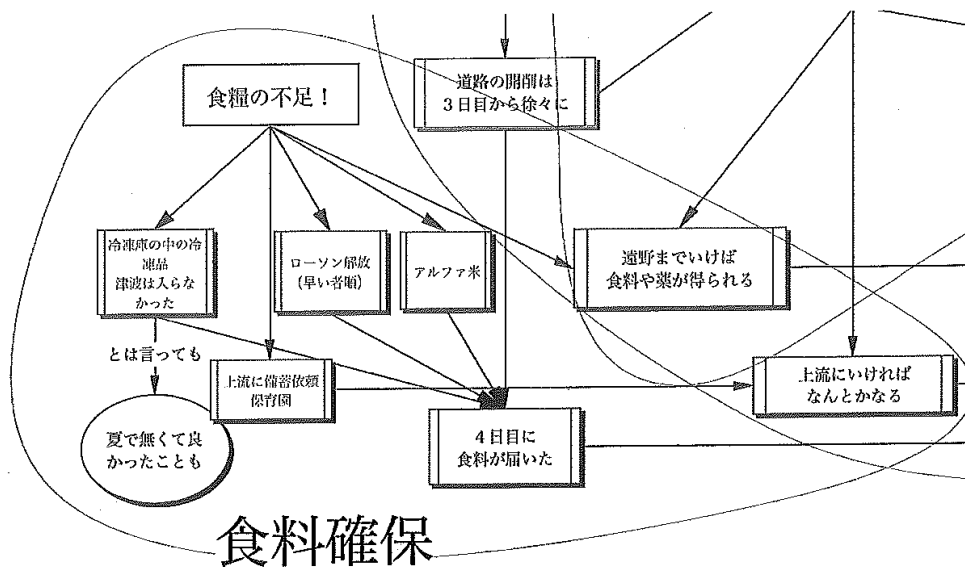 食糧の不足！
道路の開削は
３日目から徐々に
冷凍庫の中の冷
凍品
津波は入らな
かった
ローソン解放
(早い者順)
アルファ米
遠野までいけば
食料や薬が得られる
とは言っても
上流に備蓄依頼
保育園
上流にいければ
なんとかなる
夏で無くて良
かったことも
４日目に
食料が届いた
食料確保